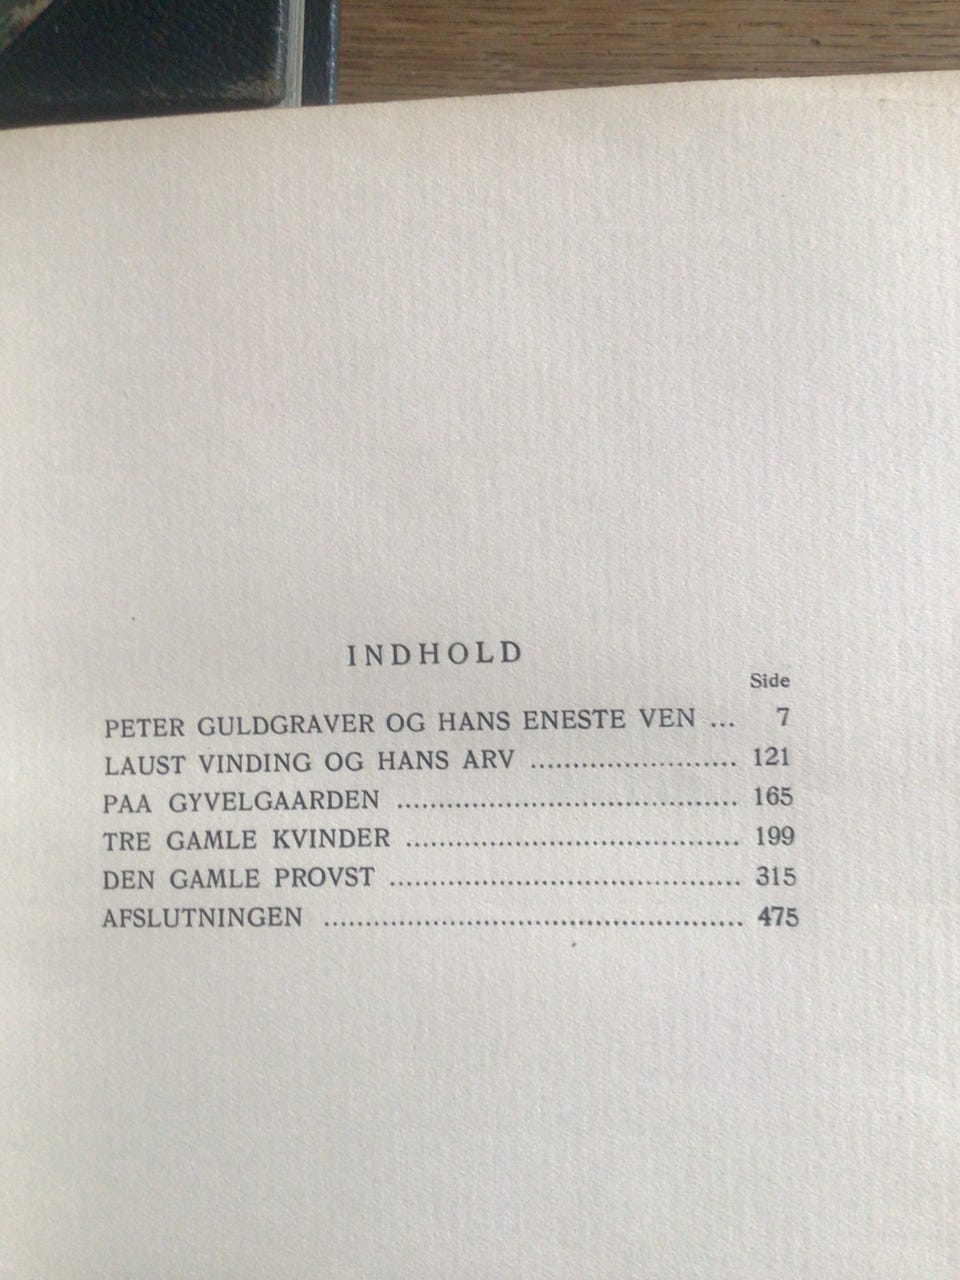 INDHOLD
Side
PETER GULDGRAVER OG HANS ENESTE VEN ... 7
LAUST VINDING OG HANS ARV ......................... 121
PAA GYVELGAARDEN ......................................... 165
TRE GAMLE KVINDER ........................................ 199
DEN GAMLE PROVST .......................................... 315
AFSLUTNINGEN .................................................. 475